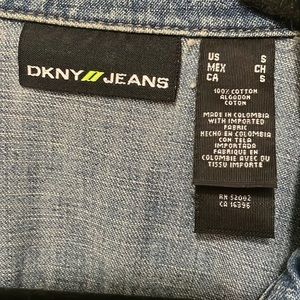 DKNY//JEANS
US S
MEX CH
CA S
100% COTTON
ALGODON
COTON
MADE IN COLOMBIA
WITH IMPORTED
FABRIC
HECHO EN COLOMBIA
CON TELA
IMPORTADA
FABRIQUE EN
COLOMBIE AVEC DU
TISSU IMPORTE
RN 52002
CA 16396